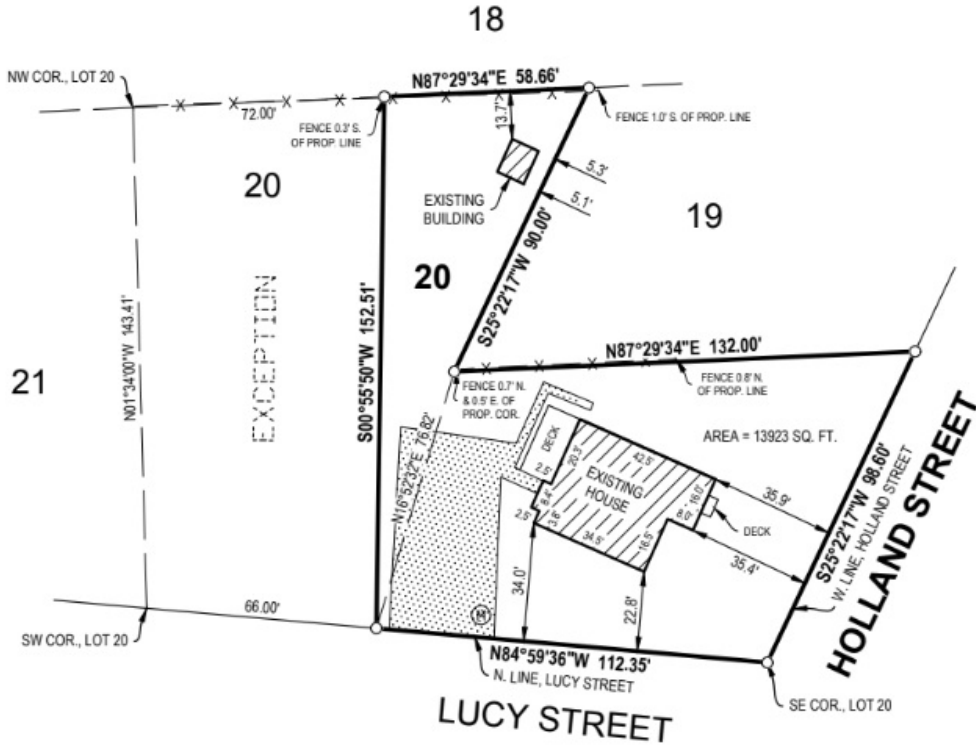 18
NW COR., LOT 20
N87°29'34"E 58.66'
72.00'
FENCE 0.3' S.
OF PROP. LINE
13.7'
FENCE 1.0' S. OF PROP. LINE
20
EXISTING
BUILDING
5.3'
5.1'
19
20
S25°22'17"W 90.00'
N01°34'00"W 143.41'
EXCEPTION
S00°55'50"W 152.51'
N87°29'34"E 132.00'
21
FENCE 0.7' N.
& 0.5' E. OF
PROP. COR.
FENCE 0.8' N.
OF PROP. LINE
N16°52'32"E 76.82'
DECK
AREA = 13923 SQ. FT.
20.3'
42.5'
2.5'
EXISTING
HOUSE
16.0'
35.9'
8.4'
8.0'
DECK
2.5'
3.8'
34.5'
16.5'
35.4'
S25°22'17"W 98.60'
W. LINE, HOLLAND STREET
HOLLAND STREET
34.0'
22.8'
66.00'
M
SW COR., LOT 20
N84°59'36"W 112.35'
N. LINE, LUCY STREET
SE COR., LOT 20
LUCY STREET